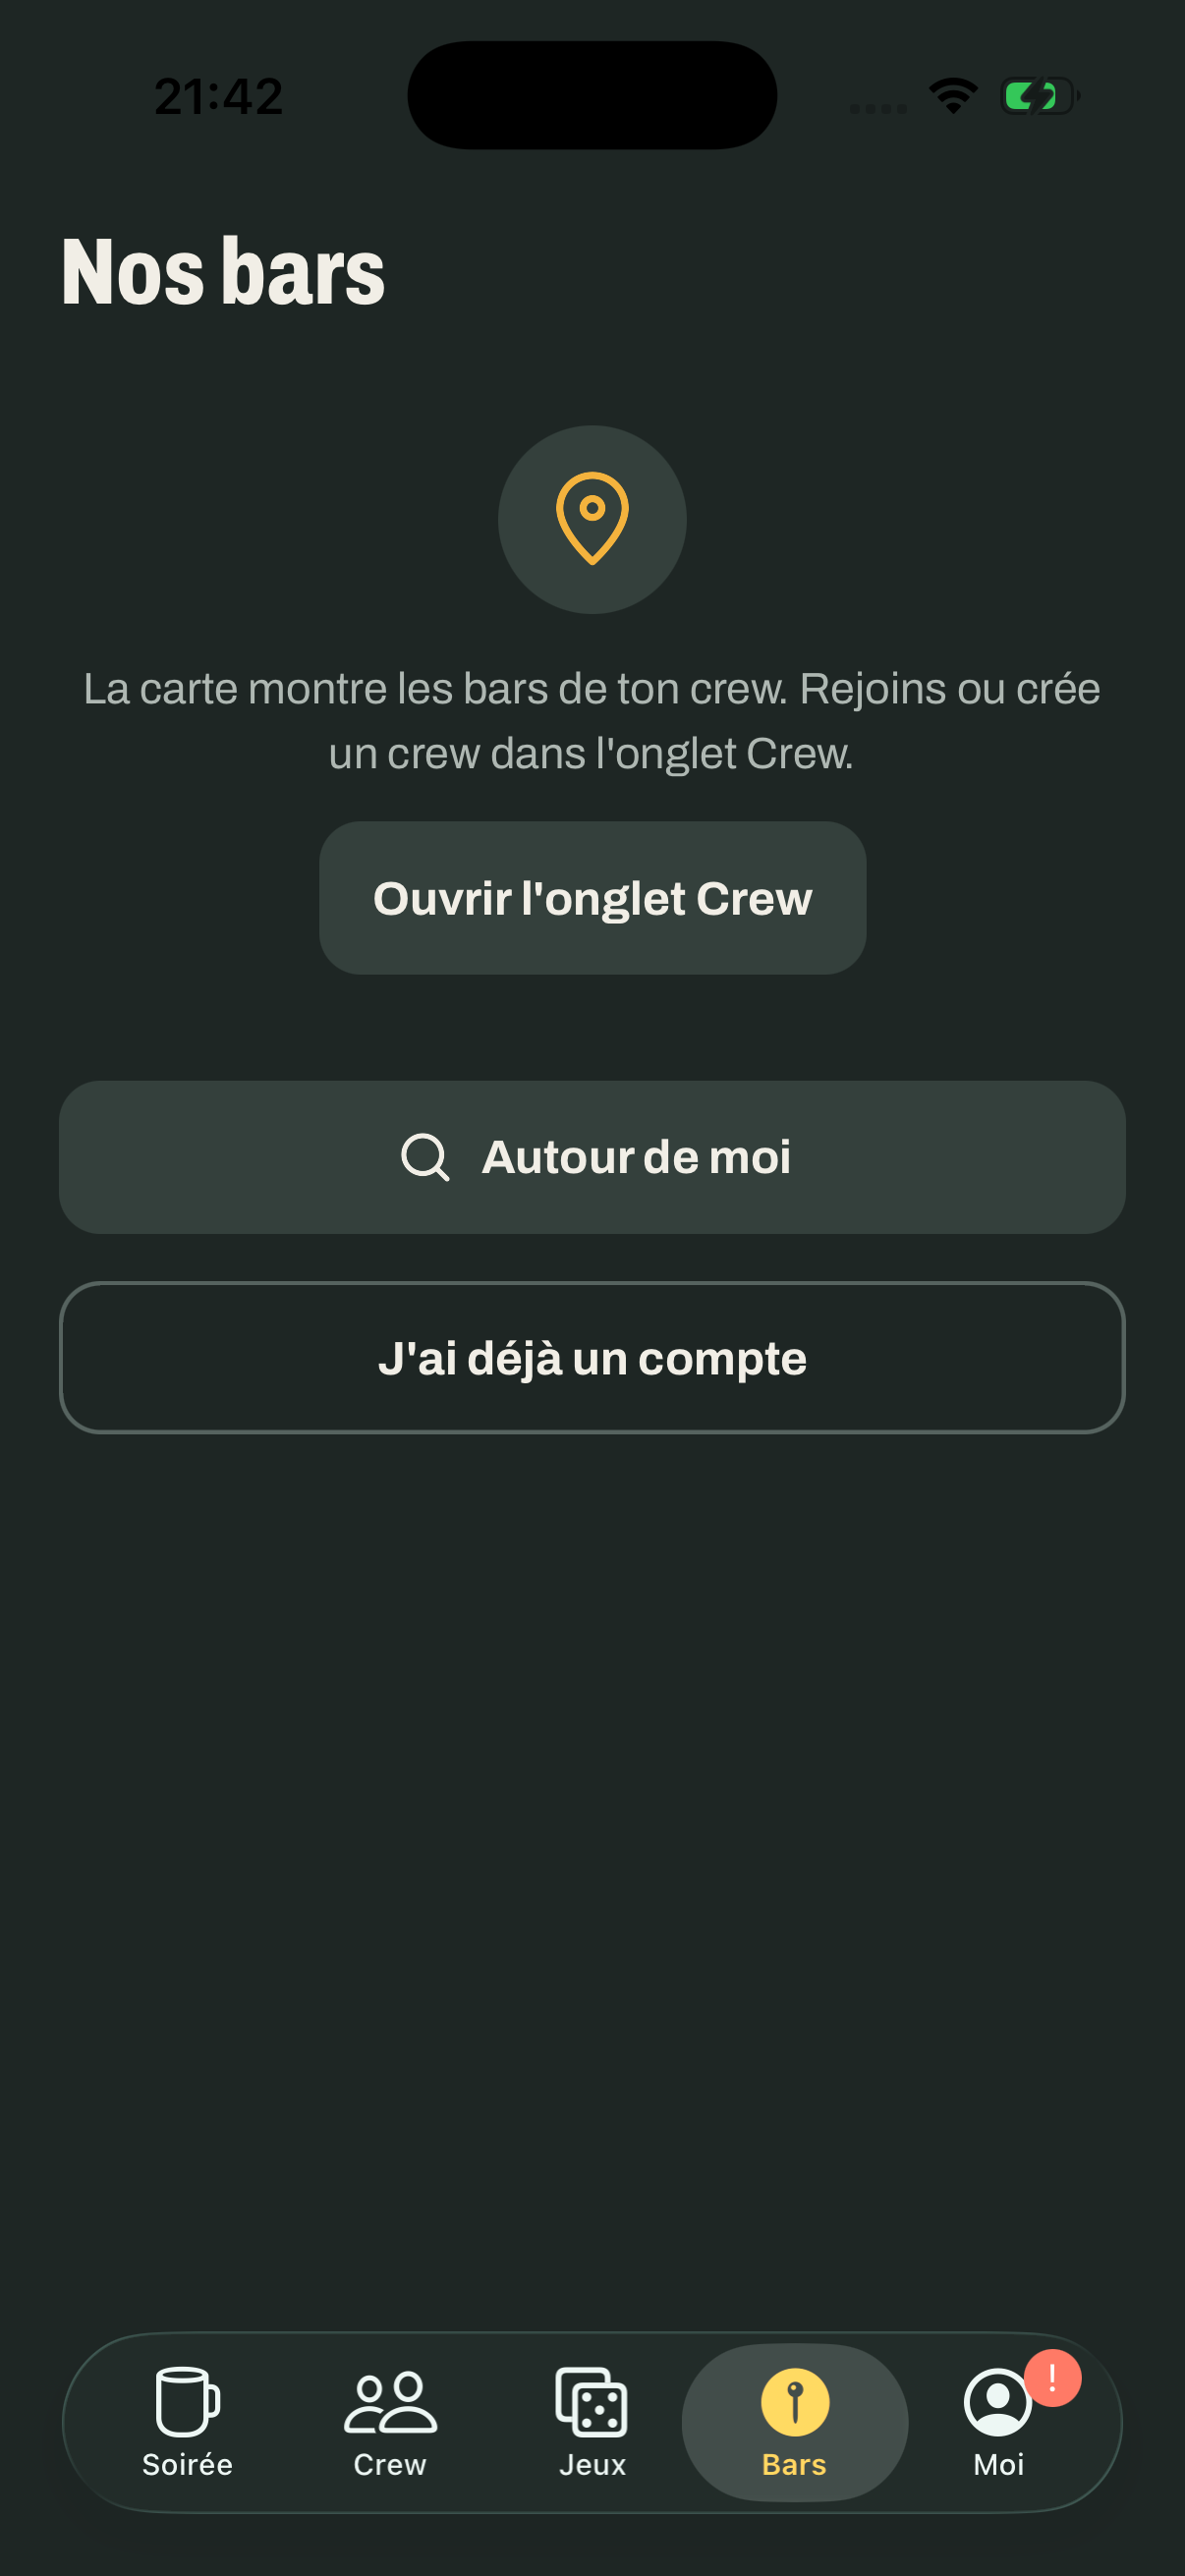 21:42
Nos bars
La carte montre les bars de ton crew. Rejoins ou crée
un crew dans l'onglet Crew.
Ouvrir l'onglet Crew
Autour de moi
J'ai déjà un compte
Soirée
Crew
Jeux
Bars
Moi
!